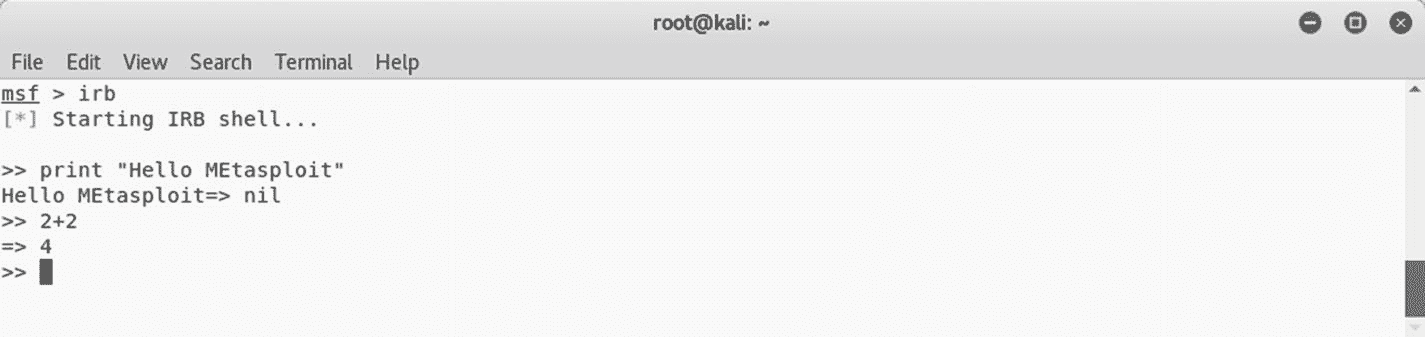 root@kali: ~
File Edit View Search Terminal Help
msf > irb
[*] Starting IRB shell...
>> print "Hello MEtasploit"
Hello MEtasploit=> nil
>> 2+2
=> 4
>>